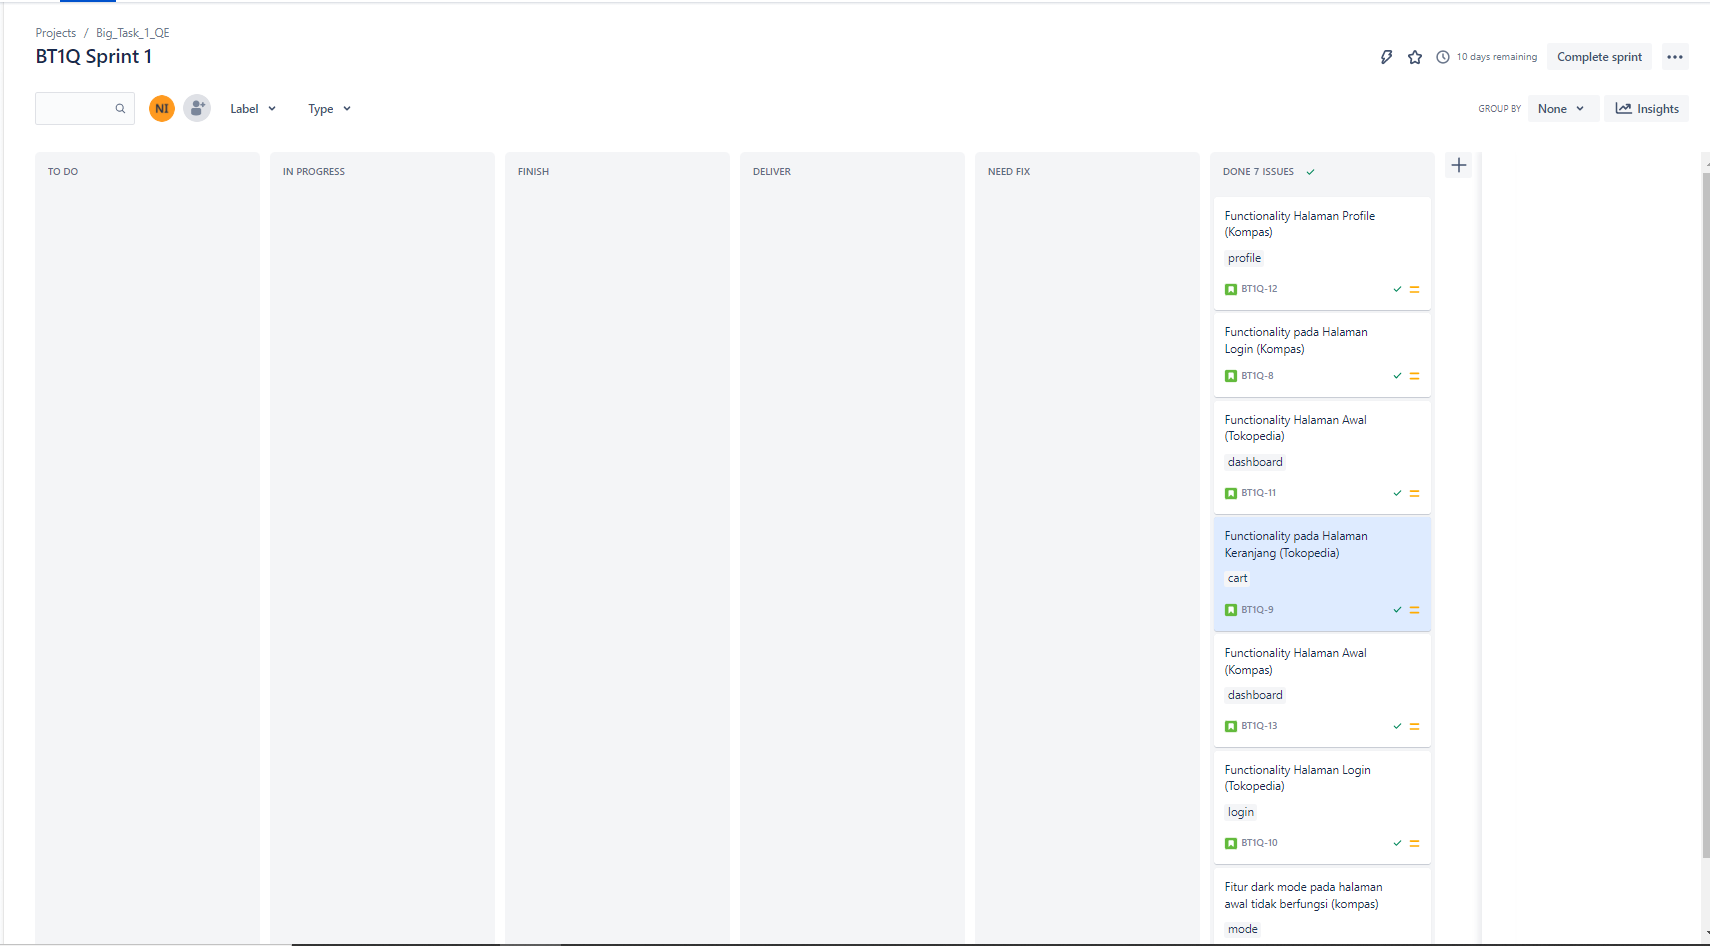 Projects / Big_Task_1_QE
BT1Q Sprint 1
10 days remaining
Complete sprint
NI
Label
Type
GROUP BY
None
Insights
TO DO
IN PROGRESS
FINISH
DELIVER
NEED FIX
DONE 7 ISSUES
Functionality Halaman Profile
(Kompas)
profile
BT1Q-12
Functionality pada Halaman
Login (Kompas)
BT1Q-8
Functionality Halaman Awal
(Tokopedia)
dashboard
BT1Q-11
Functionality pada Halaman
Keranjang (Tokopedia)
cart
BT1Q-9
Functionality Halaman Awal
(Kompas)
dashboard
BT1Q-13
Functionality Halaman Login
(Tokopedia)
login
BT1Q-10
Fitur dark mode pada halaman
awal tidak berfungsi (kompas)
mode